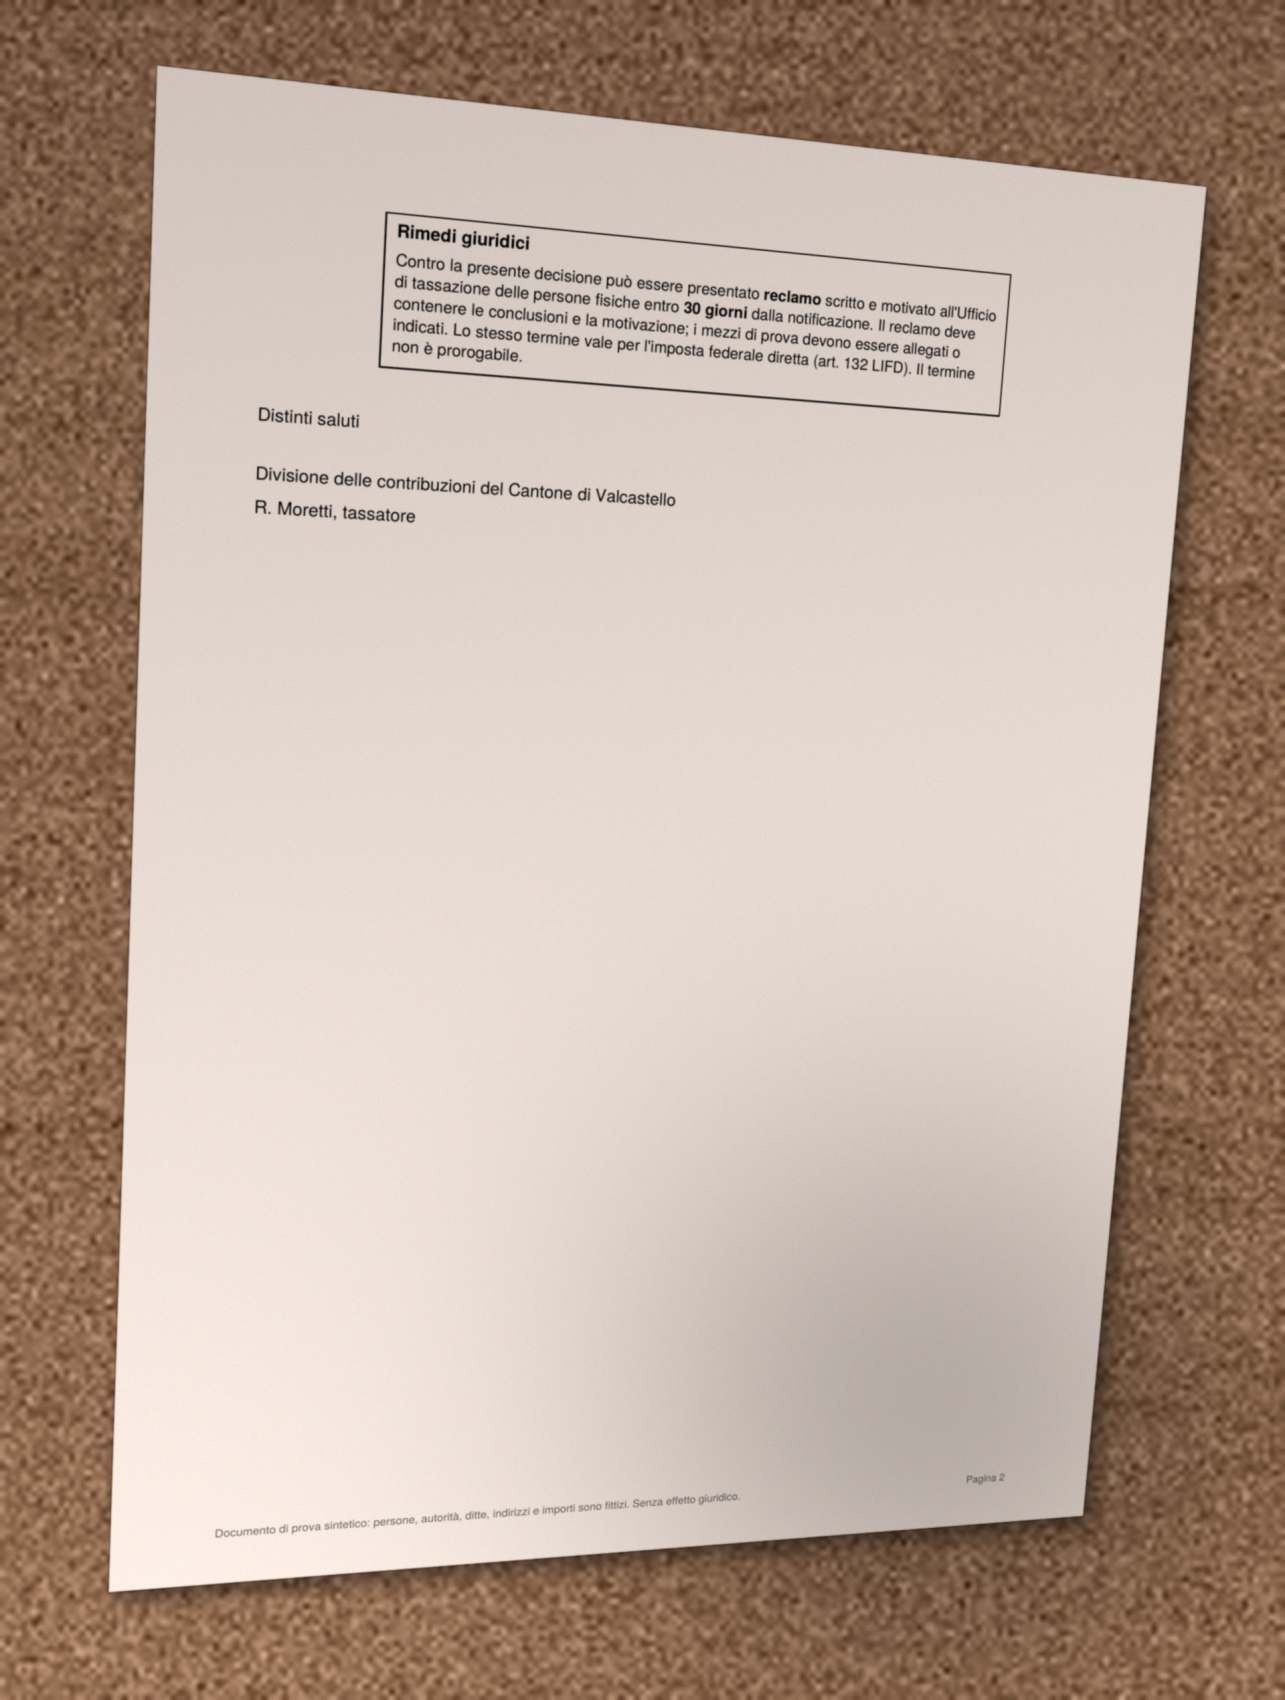 Rimedi giuridici
Contro la presente decisione può essere presentato reclamo scritto e motivato all'Ufficio
di tassazione delle persone fisiche entro 30 giorni dalla notificazione. Il reclamo deve
contenere le conclusioni e la motivazione; i mezzi di prova devono essere allegati o
indicati. Lo stesso termine vale per l'imposta federale diretta (art. 132 LIFD). Il termine
non è prorogabile.
Distinti saluti
Divisione delle contribuzioni del Cantone di Valcastello
R. Moretti, tassatore
Documento di prova sintetico: persone, autorità, ditte, indirizzi e importi sono fittizi. Senza effetto giuridico.
Pagina 2